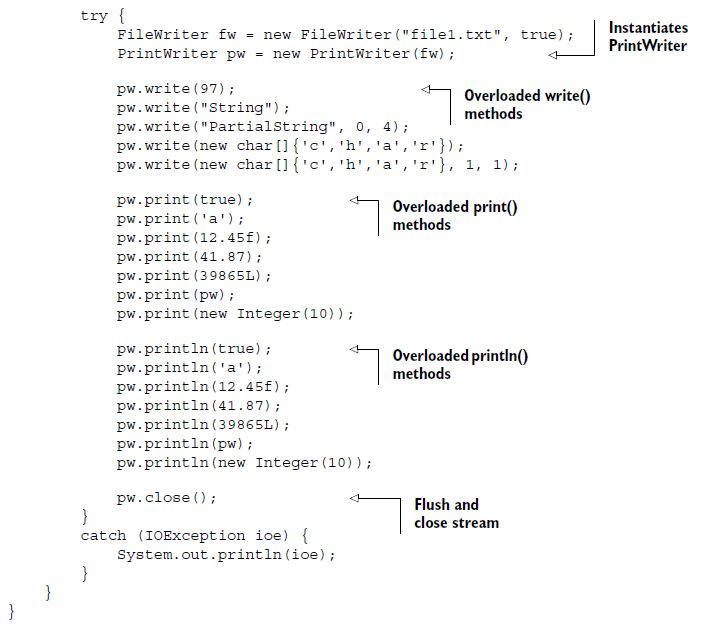 try {
FileWriter fw = new FileWriter("file1.txt", true);
PrintWriter pw = new PrintWriter(fw);
Instantiates
PrintWriter
pw.write(97);
pw.write("String");
pw.write("PartialString", 0, 4);
pw.write(new char[]{'c','h','a','r'});
pw.write(new char[]{'c','h','a','r'}, 1, 1);
Overloaded write()
methods
pw.print(true);
pw.print('a');
pw.print(12.45f);
pw.print(41.87);
pw.print(39865L);
pw.print(pw);
pw.print(new Integer(10));
Overloaded print()
methods
pw.println(true);
pw.println('a');
pw.println(12.45f);
pw.println(41.87);
pw.println(39865L);
pw.println(pw);
pw.println(new Integer(10));
Overloaded println()
methods
pw.close();
Flush and
close stream
}
catch (IOException ioe) {
System.out.println(ioe);
}
}
}